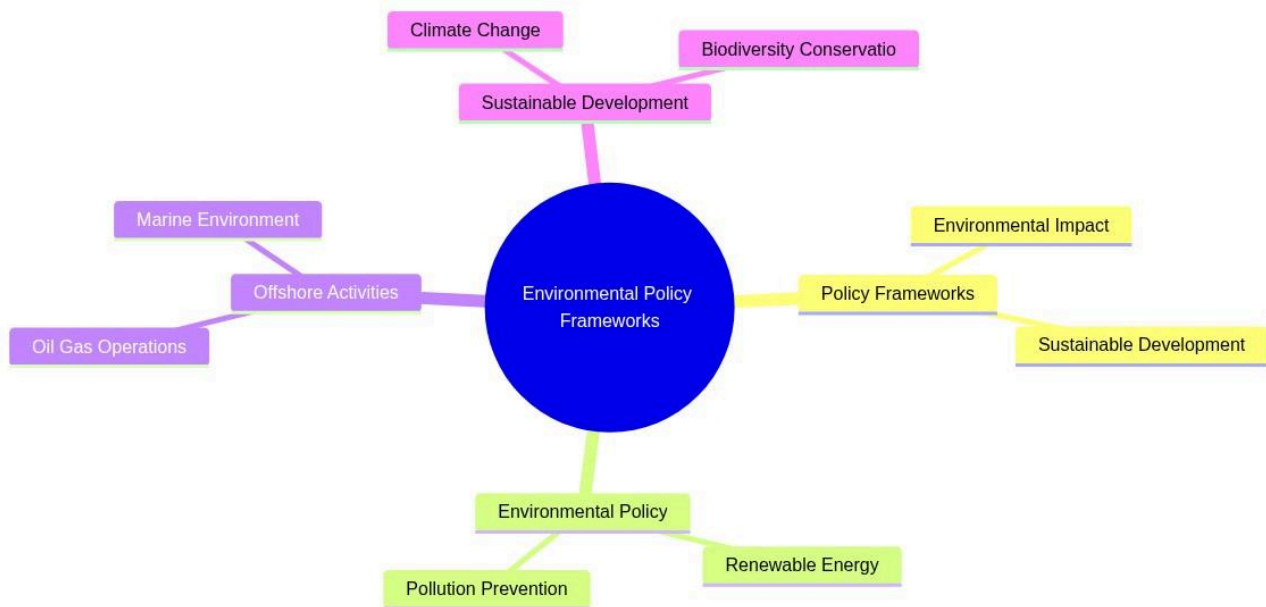 Climate Change
Biodiversity Conservatio
Sustainable Development
Marine Environment
Environmental Impact
Offshore Activities
Environmental Policy
Frameworks
Policy Frameworks
Oil Gas Operations
Sustainable Development
Environmental Policy
Renewable Energy
Pollution Prevention